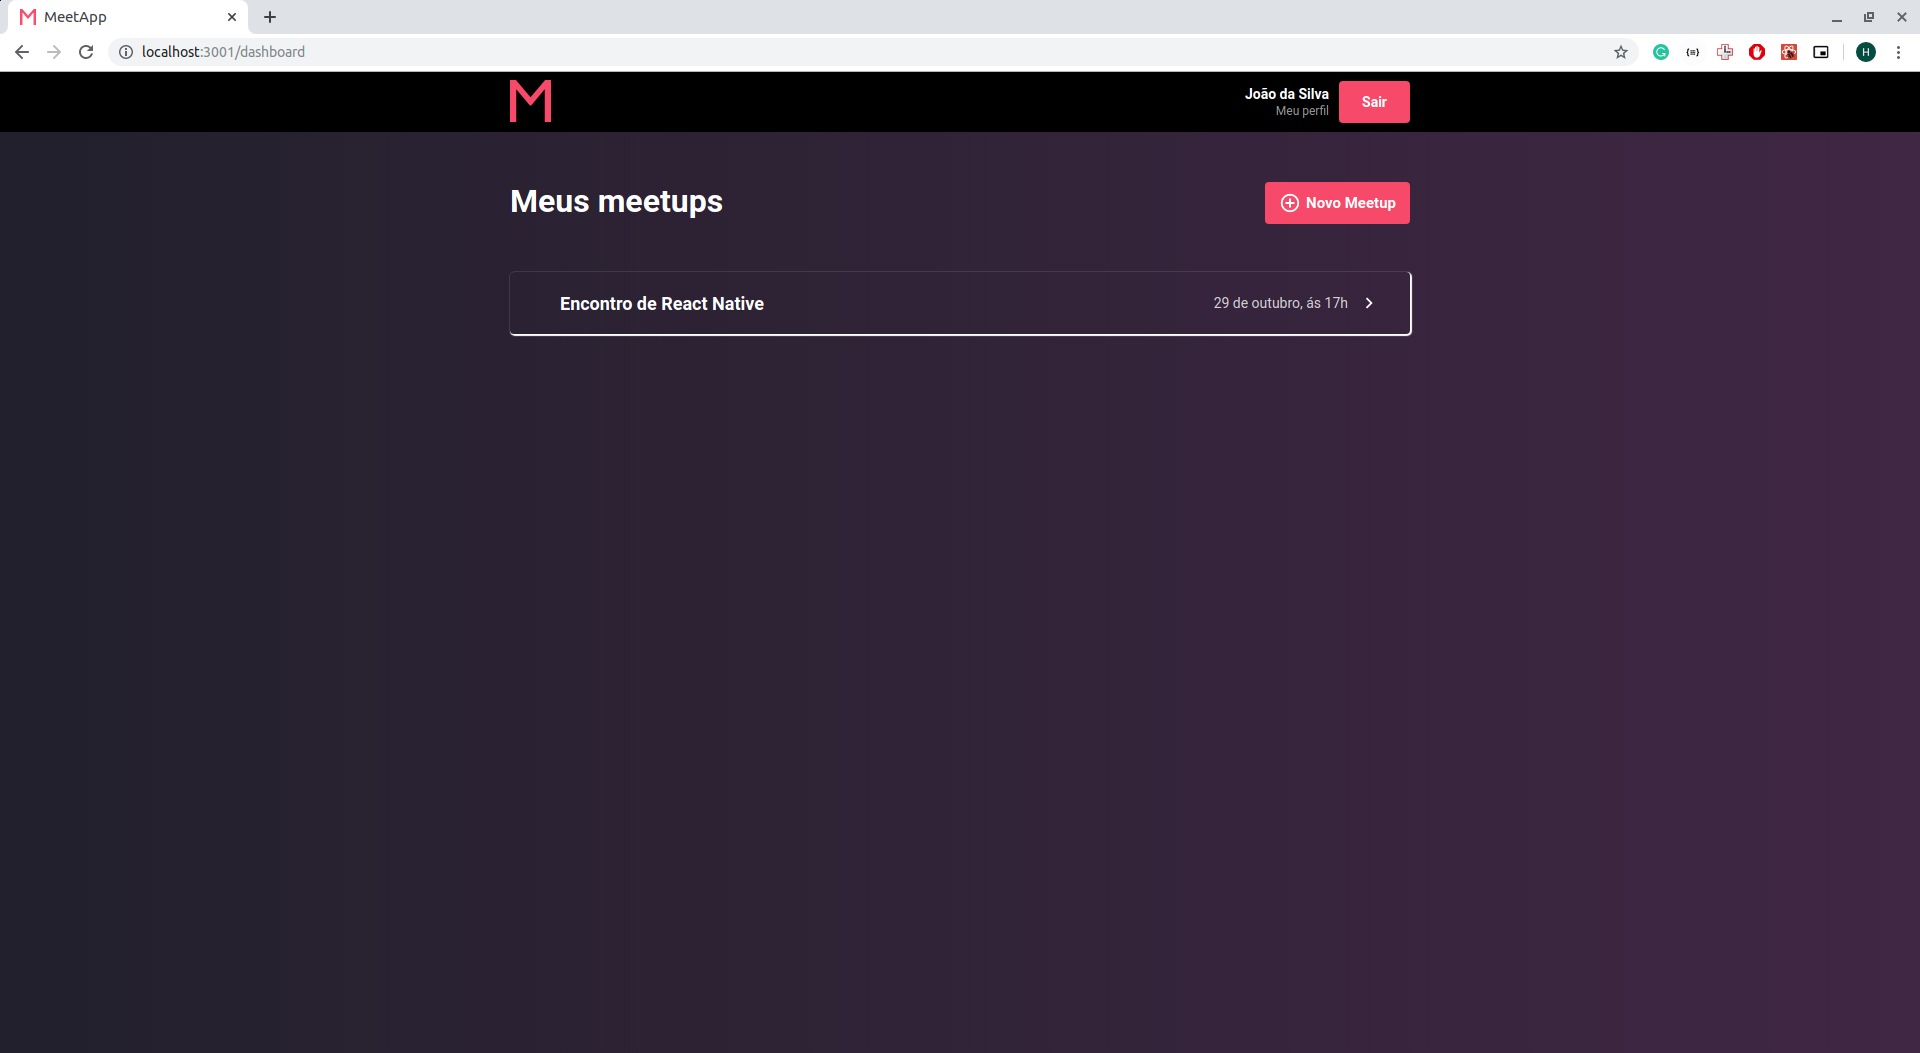 MeetApp
localhost:3001/dashboard
H
M
João da Silva
Meu perfil
Sair
Meus meetups
Novo Meetup
Encontro de React Native
29 de outubro, ás 17h